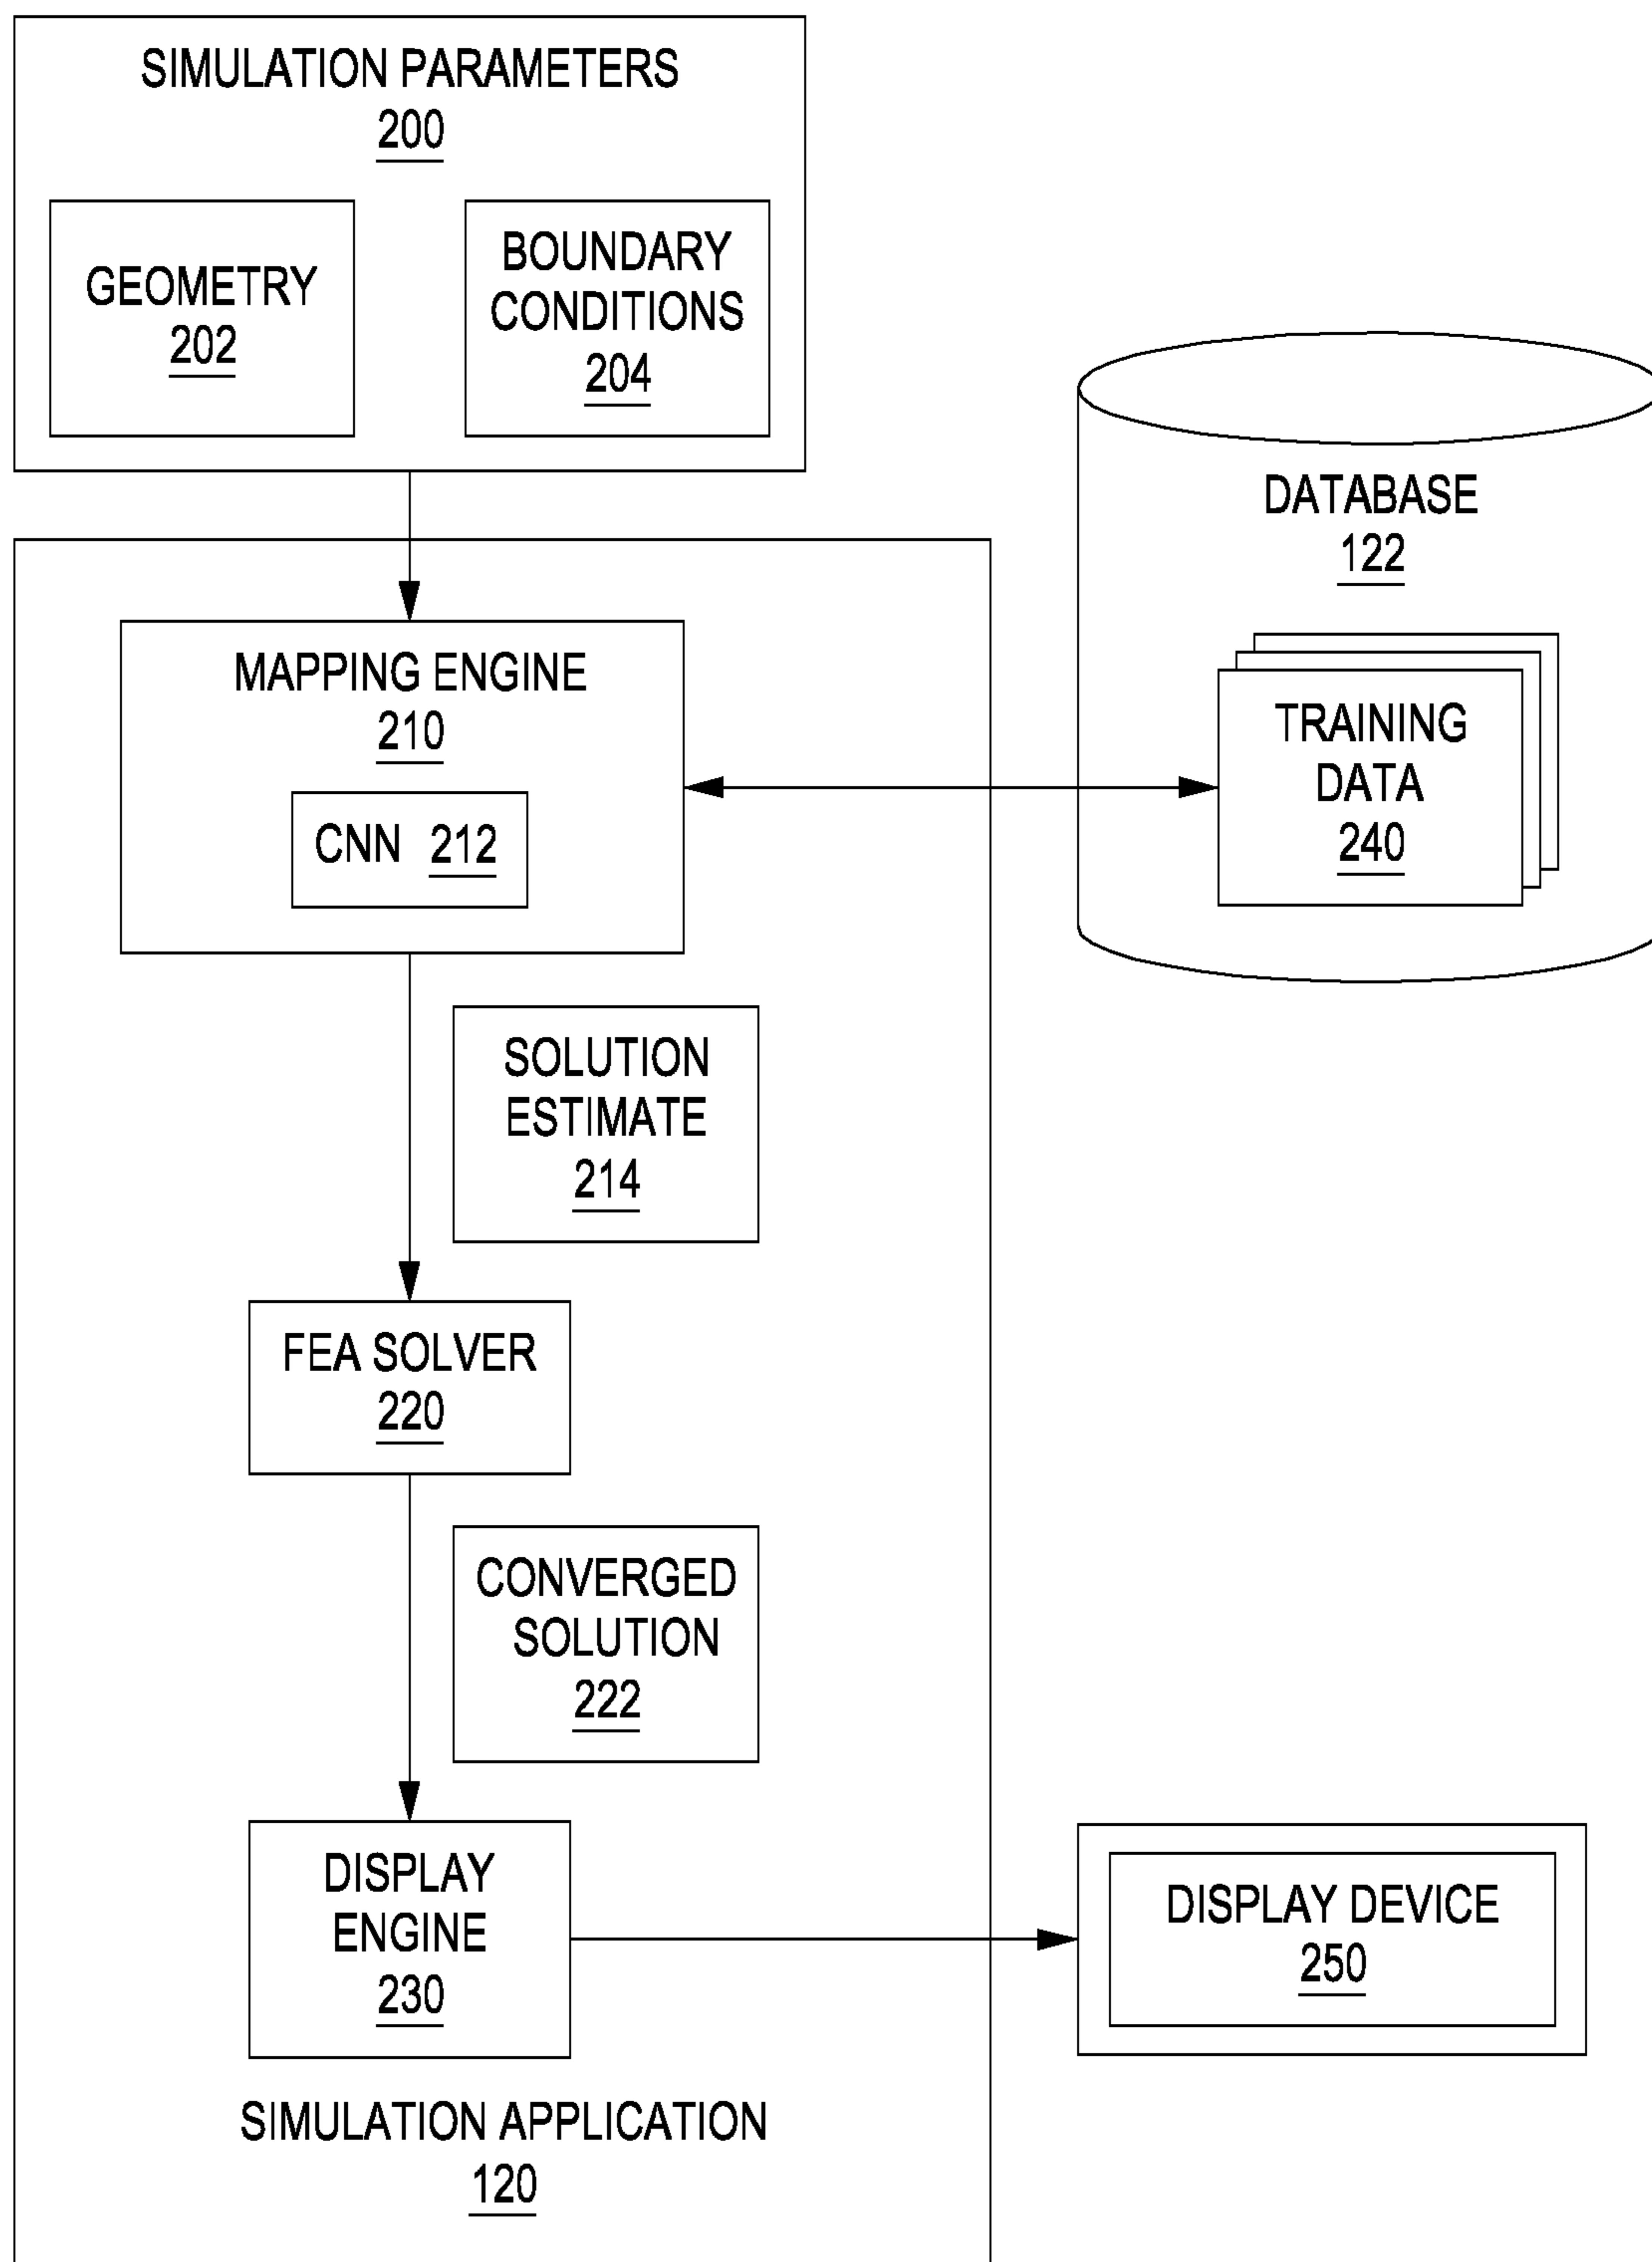 SIMULATION PARAMETERS
200
GEOMETRY
202
BOUNDARY
CONDITIONS
204
DATABASE
122
TRAINING
DATA
240
MAPPING ENGINE
210
CNN 212
SOLUTION
ESTIMATE
214
FEA SOLVER
220
CONVERGED
SOLUTION
222
DISPLAY
ENGINE
230
DISPLAY DEVICE
250
SIMULATION APPLICATION
120